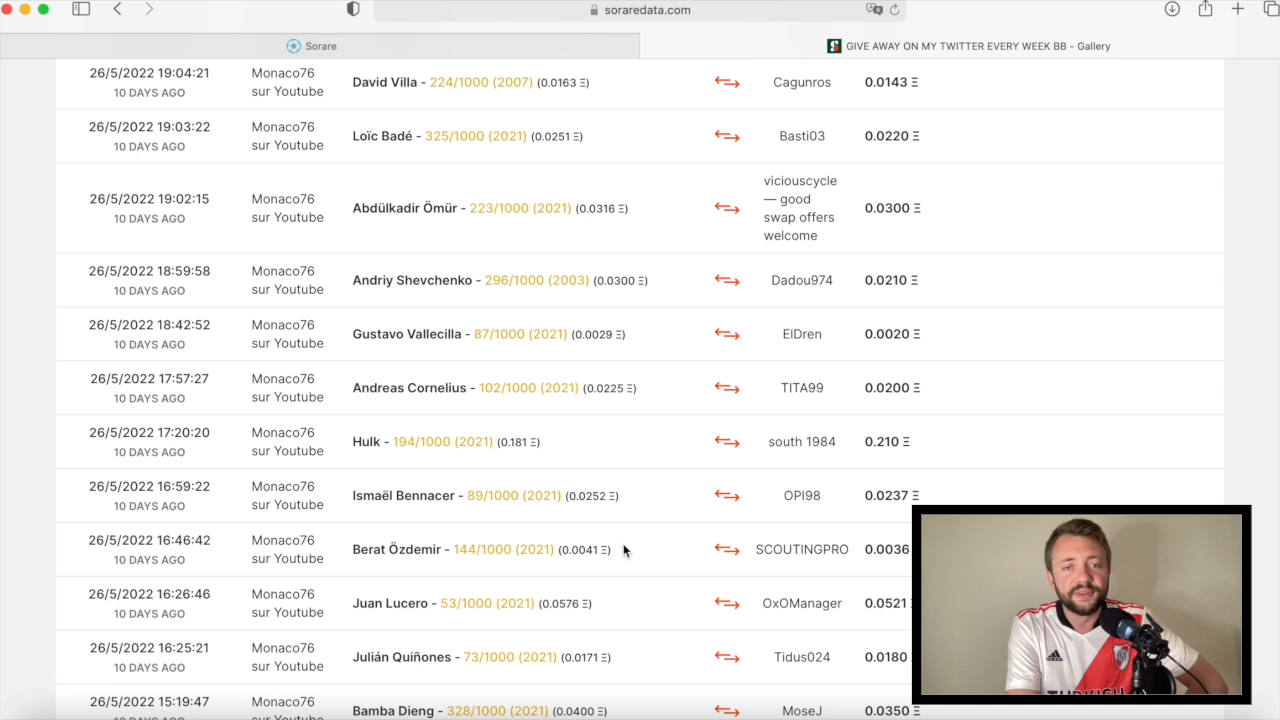 soraredata.com
Sorare
GIVE AWAY ON MY TWITTER EVERY WEEK BB - Gallery
26/5/2022 19:04:21
10 DAYS AGO
Monaco76
sur Youtube
David Villa - 224/1000 (2007) (0.0163 Ξ)
Cagunros
0.0143 Ξ
26/5/2022 19:03:22
10 DAYS AGO
Monaco76
sur Youtube
Loïc Badé - 325/1000 (2021) (0.0251 Ξ)
Basti03
0.0220 Ξ
26/5/2022 19:02:15
10 DAYS AGO
Monaco76
sur Youtube
Abdülkadir Ömür - 223/1000 (2021) (0.0316 Ξ)
viciouscycle
— good
swap offers
welcome
0.0300 Ξ
26/5/2022 18:59:58
10 DAYS AGO
Monaco76
sur Youtube
Andriy Shevchenko - 296/1000 (2003) (0.0300 Ξ)
Dadou974
0.0210 Ξ
26/5/2022 18:42:52
10 DAYS AGO
Monaco76
sur Youtube
Gustavo Vallecilla - 87/1000 (2021) (0.0029 Ξ)
ElDren
0.0020 Ξ
26/5/2022 17:57:27
10 DAYS AGO
Monaco76
sur Youtube
Andreas Cornelius - 102/1000 (2021) (0.0225 Ξ)
TITA99
0.0200 Ξ
26/5/2022 17:20:20
10 DAYS AGO
Monaco76
sur Youtube
Hulk - 194/1000 (2021) (0.181 Ξ)
south 1984
0.210 Ξ
26/5/2022 16:59:22
10 DAYS AGO
Monaco76
sur Youtube
Ismaël Bennacer - 89/1000 (2021) (0.0252 Ξ)
OPI98
0.0237 Ξ
26/5/2022 16:46:42
10 DAYS AGO
Monaco76
sur Youtube
Berat Özdemir - 144/1000 (2021) (0.0041 Ξ)
SCOUTINGPRO
0.0036
26/5/2022 16:26:46
10 DAYS AGO
Monaco76
sur Youtube
Juan Lucero - 53/1000 (2021) (0.0576 Ξ)
OxOManager
0.0521
26/5/2022 16:25:21
10 DAYS AGO
Monaco76
sur Youtube
Julián Quiñones - 73/1000 (2021) (0.0171 Ξ)
Tidus024
0.0180
26/5/2022 15:19:47
Monaco76
Bamba Dieng - 328/1000 (2021) (0.0400 Ξ)
MoseJ
0.0350 Ξ